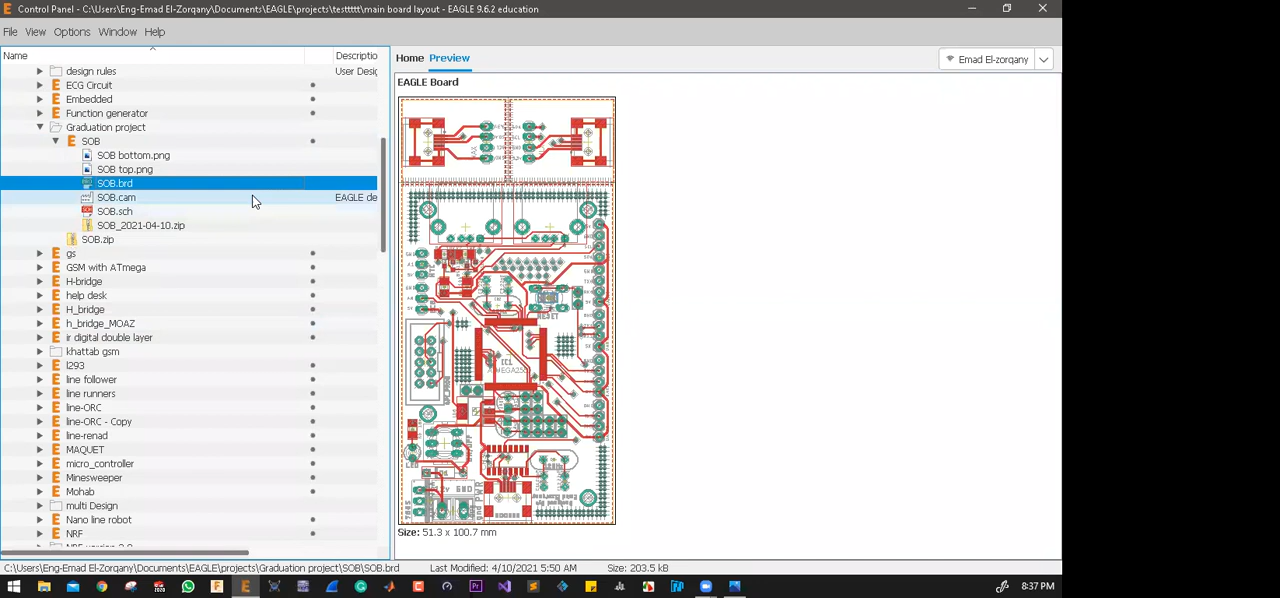 Control Panel - C:\Users\Eng-Emad El-Zorgany\Documents\EAGLE\projects\testtttt\main board layout - EAGLE 9.6.2 education
File View Options Window Help
Name
Descriptio
design rules
User Desig
ECG Circuit
Embedded
Function generator
Graduation project
SOB
SOB bottom.png
SOB top.png
SOB.brd
SOB.cam
EAGLE de
SOB.sch
SOB_2021-04-10.zip
SOB.zip
gs
GSM with ATmega
H-bridge
help desk
H_bridge
h_bridge_MOAZ
ir digital double layer
khattab gsm
l293
line follower
line runners
line-ORC
line-ORC - Copy
line-renad
MAQUET
micro_controller
Minesweeper
Mohab
multi Design
Nano line robot
NRF
Home Preview
Emad El-zorqany
EAGLE Board
RESET
IC1
Size: 51.3 x 100.7 mm
C:\Users\Eng-Emad El-Zorgany\Documents\EAGLE\projects\Graduation project\SOB\SOB.brd
Last Modified: 4/10/2021 5:50 AM
Size: 203.5 kB
8:37 PM